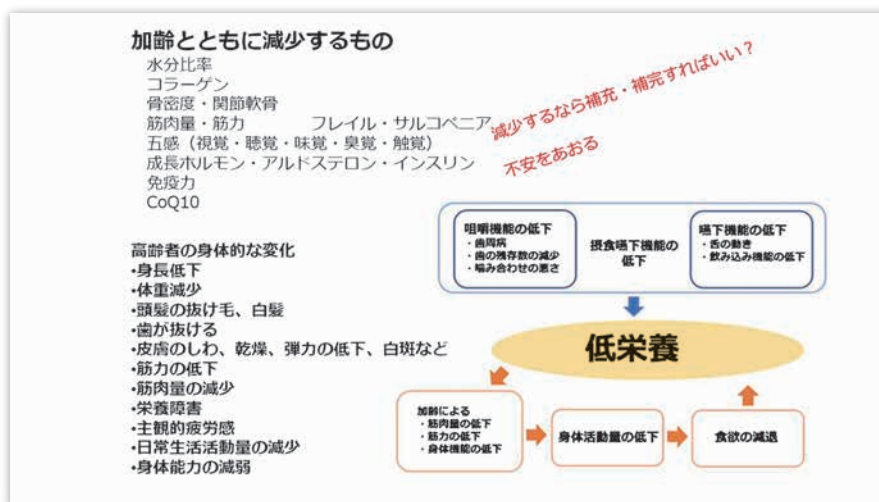 加齢とともに減少するもの
水分比率
コラーゲン
骨密度・関節軟骨
筋肉量・筋力　　　フレイル・サルコペニア
五感（視覚・聴覚・味覚・臭覚・触覚）
成長ホルモン・アルドステロン・インスリン
免疫力
CoQ10
減少するなら補充・補完すればいい？
不安をあおる
高齢者の身体的な変化
•身長低下
•体重減少
•頭髪の抜け毛、白髪
•歯が抜ける
•皮膚のしわ、乾燥、弾力の低下、白斑など
•筋力の低下
•筋肉量の減少
•栄養障害
•主観的疲労感
•日常生活活動量の減少
•身体能力の減弱
咀嚼機能の低下
・歯周病
・歯の残存数の減少
・噛み合わせの悪さ
摂食嚥下機能の
低下
嚥下機能の低下
・舌の動き
・飲み込み機能の低下
低栄養
加齢による
・筋肉量の低下
・筋力の低下
・身体機能の低下
身体活動量の低下
食欲の減退